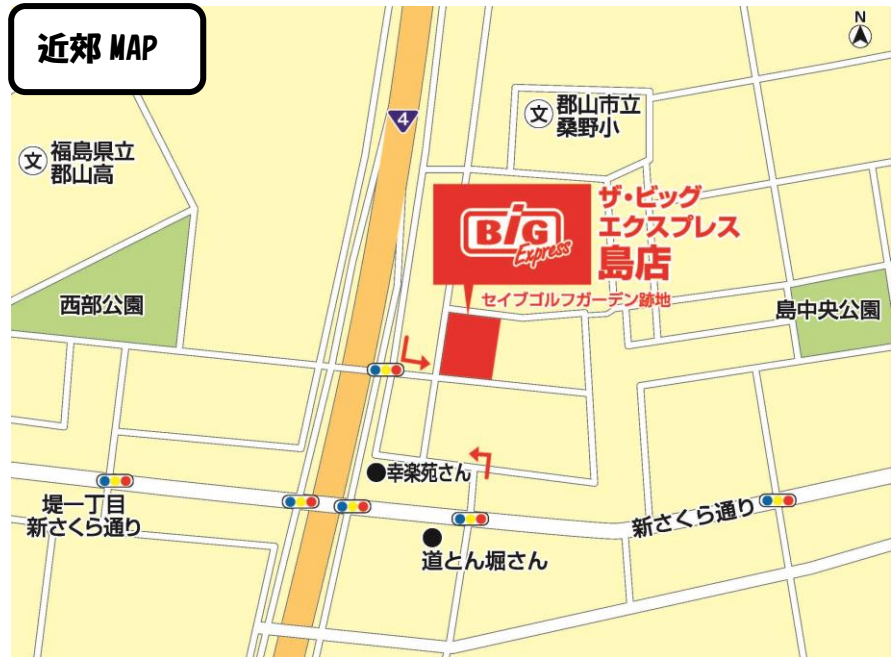 近郊 MAP
N
4
文
郡山市立
桑野小
文
福島県立
郡山高
ザ・ビッグ
エクスプレス
島店
BiG
Express
セイブゴルフガーデン跡地
西部公園
島中央公園
幸楽苑さん
堤一丁目
新さくら通り
新さくら通り
道とん堀さん